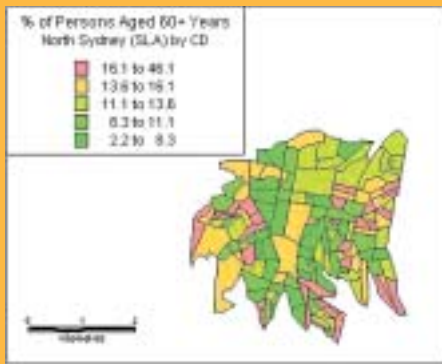 % of Persons Aged 60+ Years
North Sydney (SLA) by CD
16.1 to 46.1
13.6 to 16.1
11.1 to 13.6
8.3 to 11.1
2.2 to 8.3
kilometres